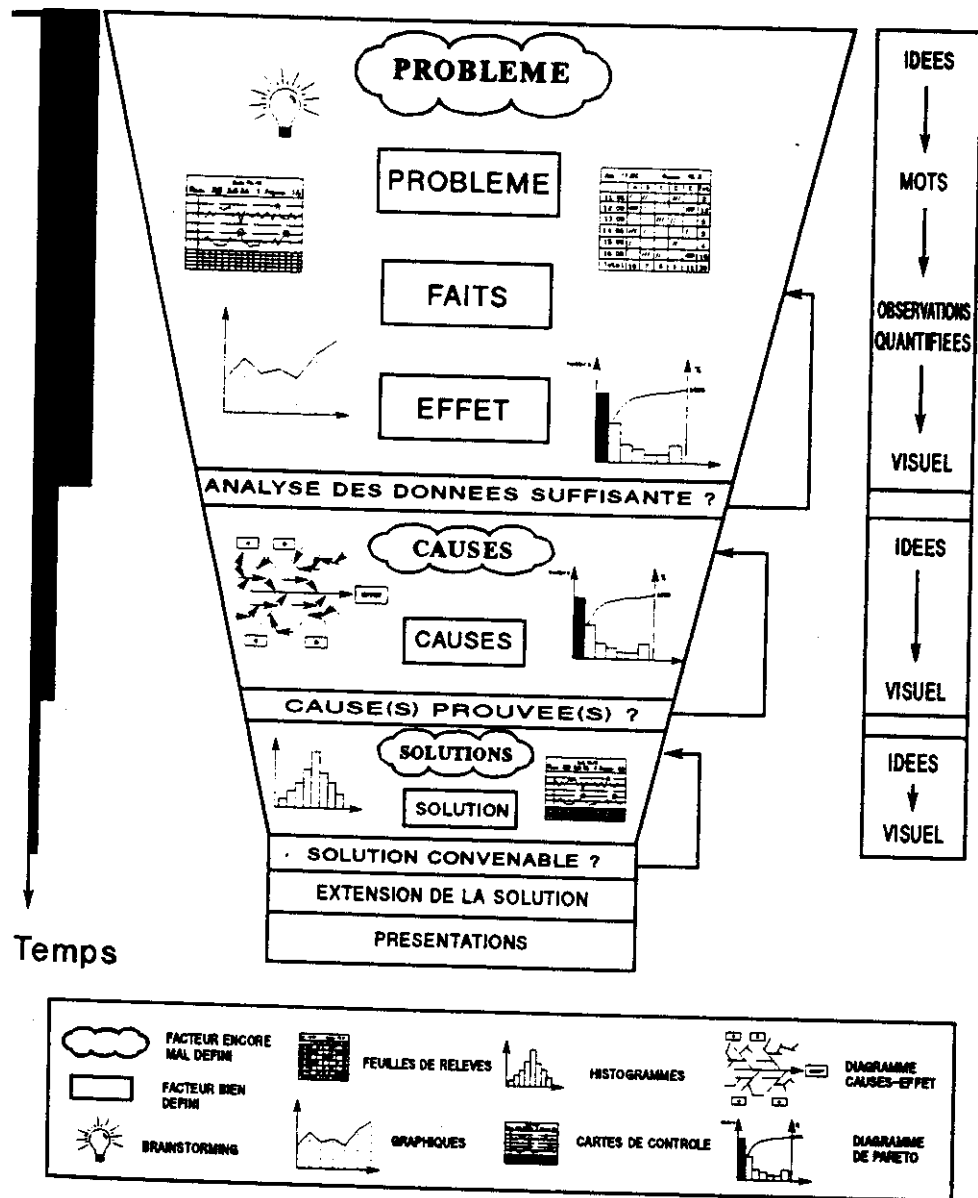 PROBLEME
PROBLEME
FAITS
EFFET
ANALYSE DES DONNEES SUFFISANTE ?
CAUSES
CAUSES
CAUSE(S) PROUVEE(S) ?
SOLUTIONS
SOLUTION
SOLUTION CONVENABLE ?
EXTENSION DE LA SOLUTION
PRESENTATIONS
Temps
IDEES
MOTS
OBSERVATIONS
QUANTIFIEES
VISUEL
IDEES
VISUEL
IDEES
VISUEL
FACTEUR ENCORE
MAL DEFINI
FACTEUR BIEN
DEFINI
BRAINSTORMING
FEUILLES DE RELEVES
GRAPHIQUES
HISTOGRAMMES
CARTES DE CONTROLE
DIAGRAMME
CAUSES-EFFET
DIAGRAMME
DE PARETO